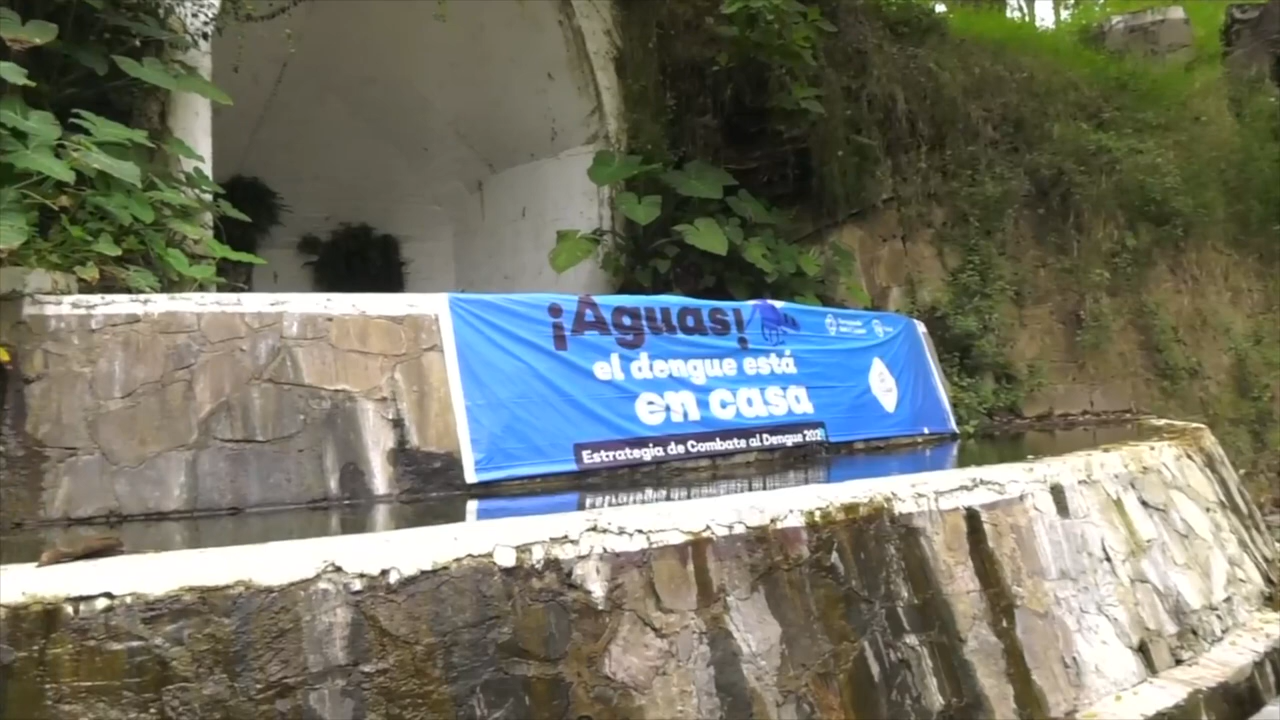 ¡Aguas!
el dengue está
en casa
Estrategia de Combate al Dengue